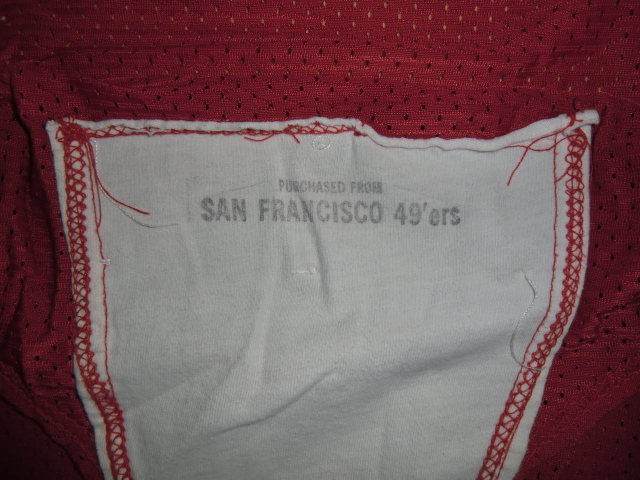 PURCHASED FROM
SAN FRANCISCO 49'ers